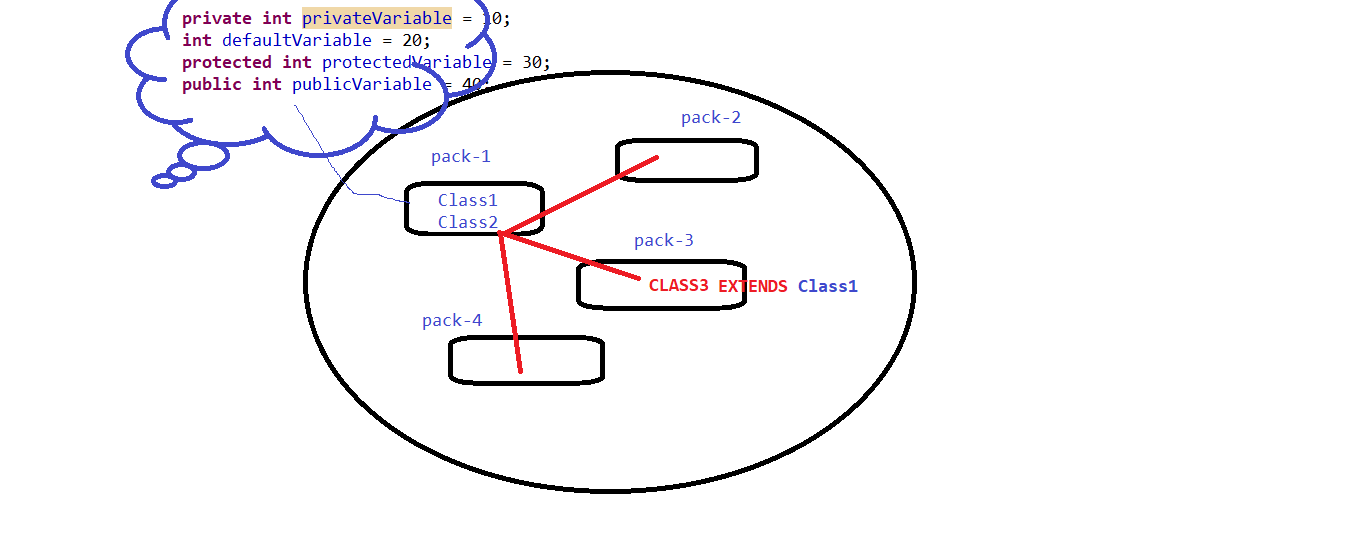 private int privateVariable = 10;
int defaultVariable = 20;
protected int protectedVariable = 30;
public int publicVariable = 40;
pack-2
pack-1
Class1
Class2
pack-3
CLASS3 EXTENDS Class1
pack-4